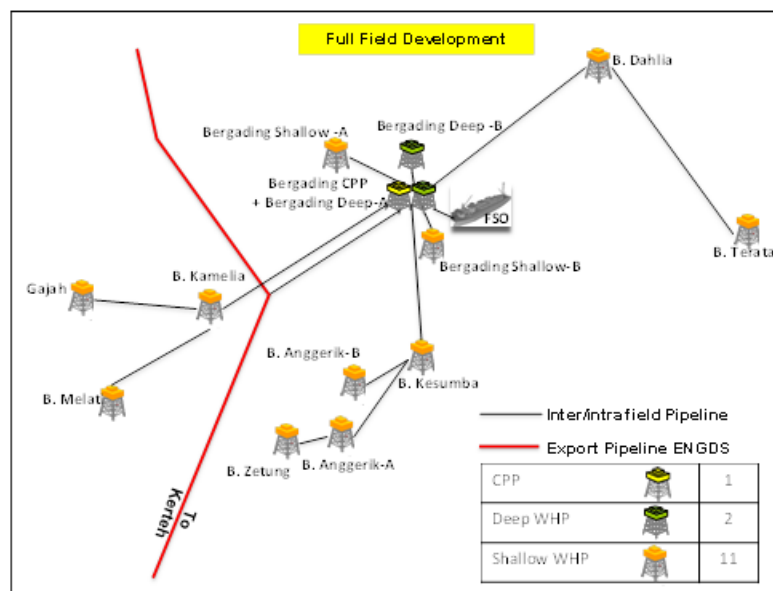 Full Field Development
B. Dahlia
Bergading Deep -B
Bergading Shallow -A
Bergading CPP
+ Bergading Deep-A
FSO
B. Terata
Bergading Shallow-B
B. Kamelia
Gajah
B. Anggerik-B
B. Kesumba
B. Melati
B. Zetung
B. Anggerik-A
Inter/intrafield Pipeline
Export Pipeline ENGDS
To
Kerteh
CPP 1
Deep WHP 2
Shallow WHP 11